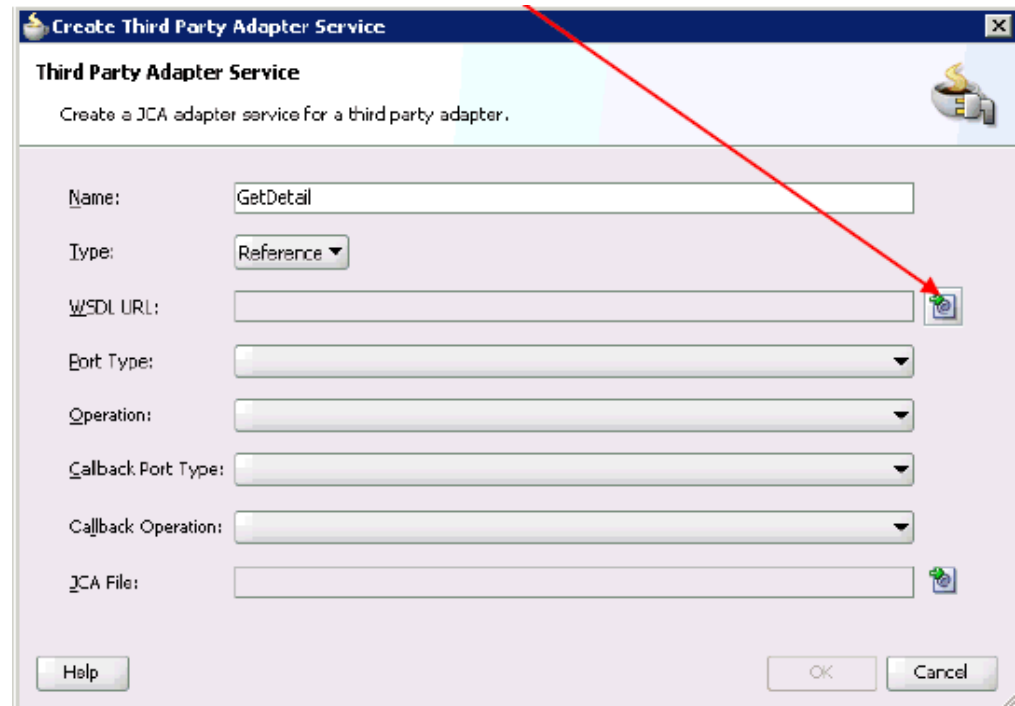 Create Third Party Adapter Service
Third Party Adapter Service
Create a JCA adapter service for a third party adapter.
Name: GetDetail
Type: Reference
WSDL URL:
Port Type:
Operation:
Callback Port Type:
Callback Operation:
JCA File:
Help OK Cancel